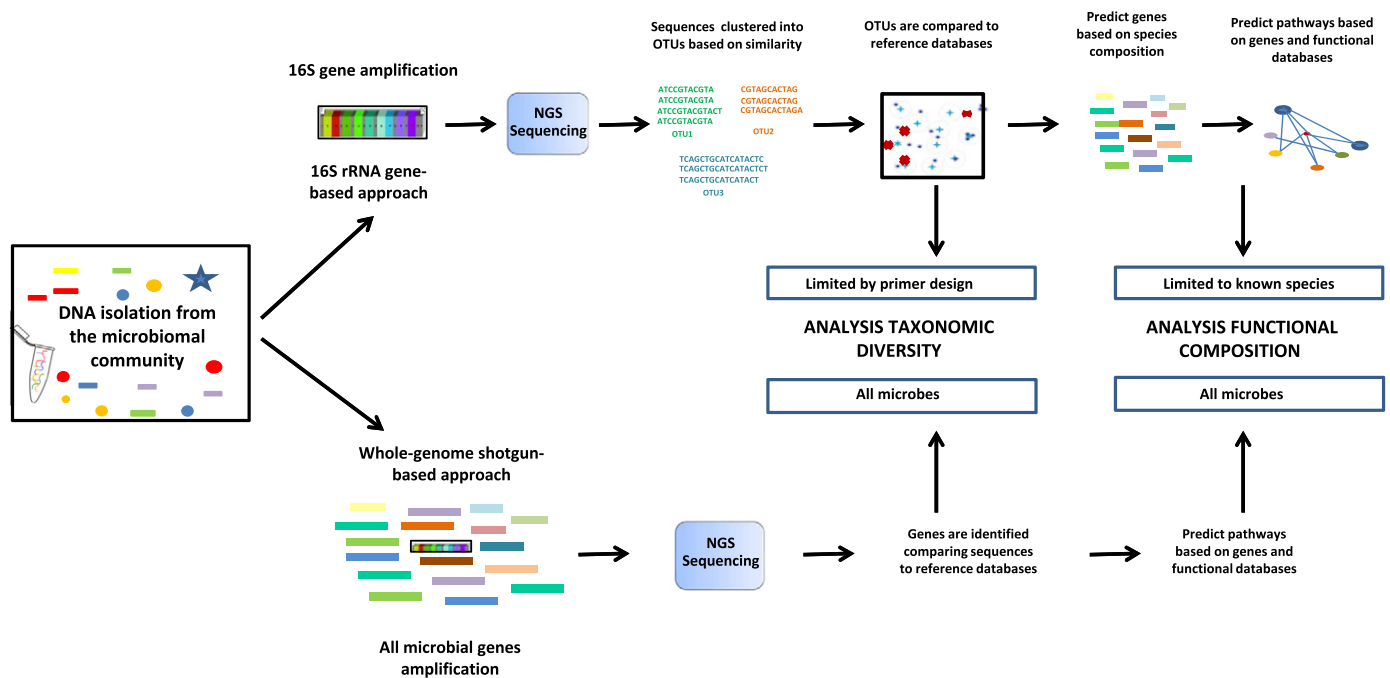 Sequences clustered into
OTUs based on similarity
OTUs are compared to
reference databases
Predict genes
based on species
composition
Predict pathways based
on genes and functional
databases
16S gene amplification
NGS
Sequencing
ATCCGTACGTA
ATCCGTACGTA
ATCCGTACGTACT
ATCCGTACGTA
OTU1
CGTAGCACTAG
CGTAGCACTAG
CGTAGCACTAGA
OTU2
TCAGCTGCATCATACTC
TCAGCTGCATCATACTCT
TCAGCTGCATCATACT
OTU3
16S rRNA gene-
based approach
DNA isolation from
the microbiomal
community
Limited by primer design
Limited to known species
ANALYSIS TAXONOMIC
DIVERSITY
ANALYSIS FUNCTIONAL
COMPOSITION
All microbes
All microbes
Whole-genome shotgun-
based approach
NGS
Sequencing
Genes are identified
comparing sequences
to reference databases
Predict pathways
based on genes and
functional databases
All microbial genes
amplification